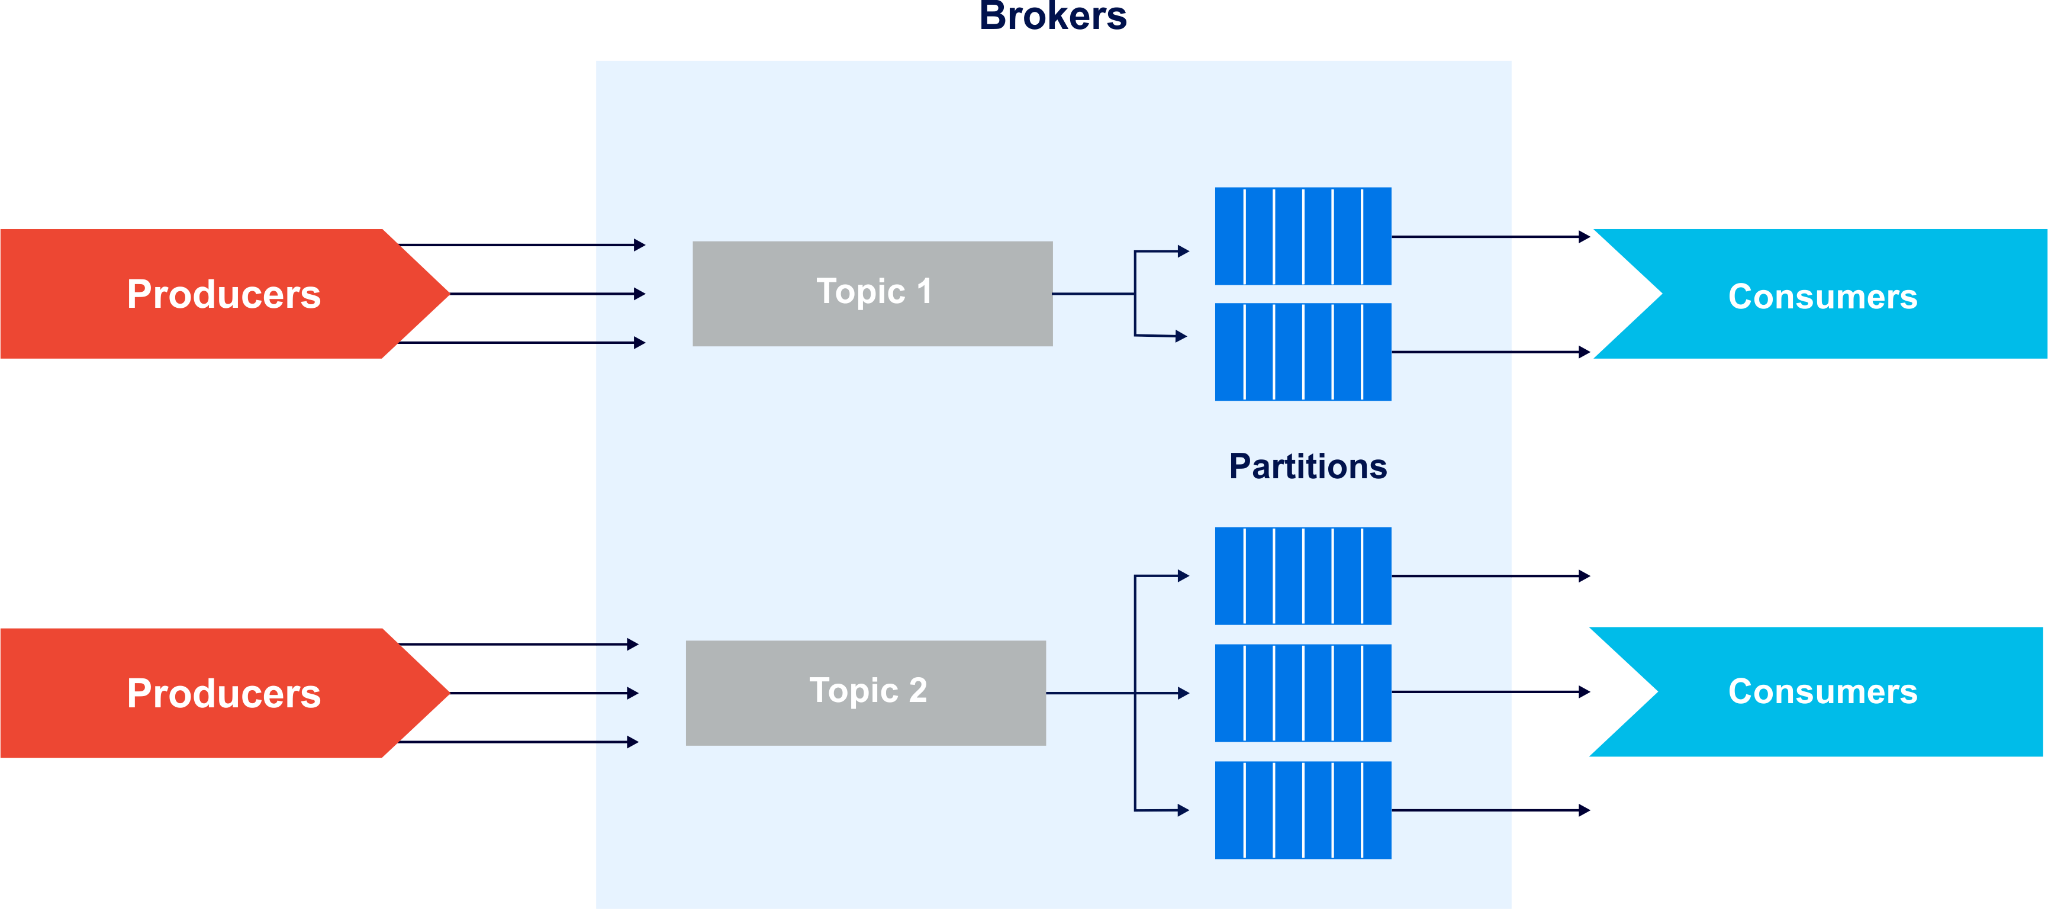 Brokers
Producers
Topic 1
Consumers
Partitions
Producers
Topic 2
Consumers